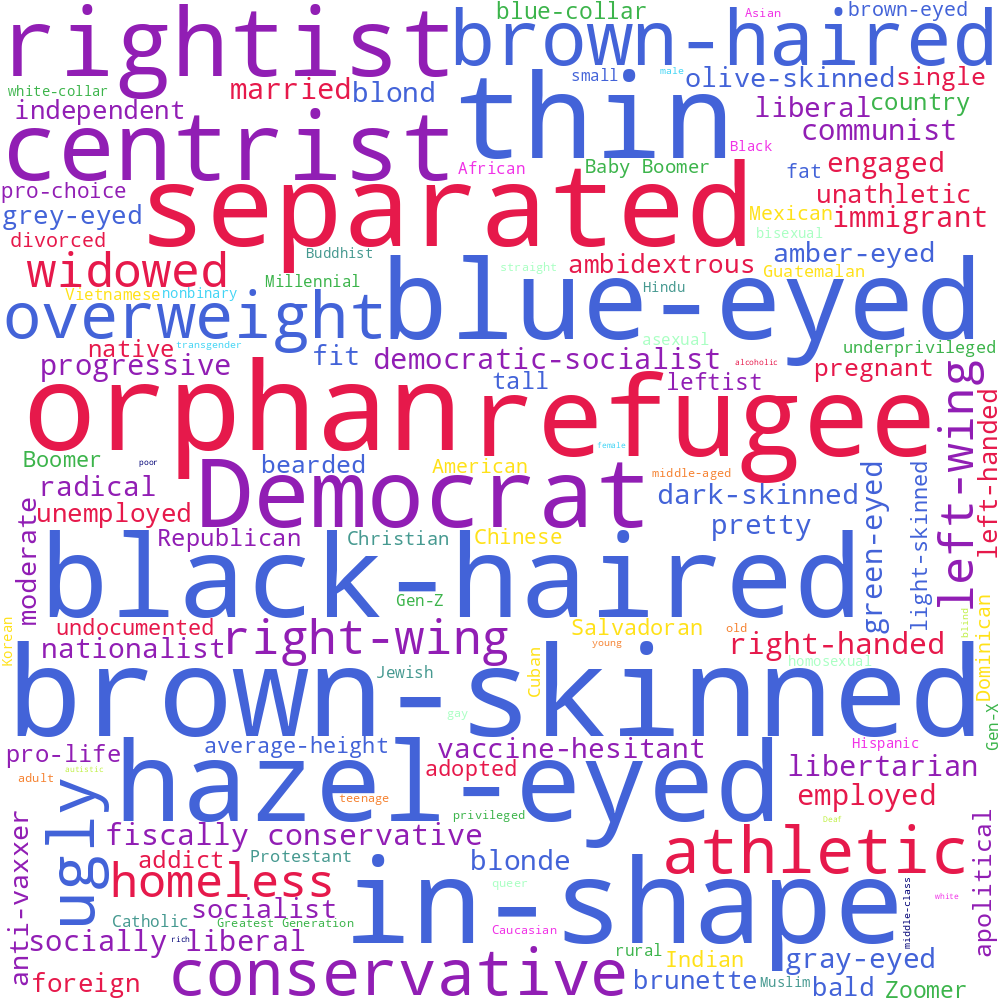 rightist
blue-collar
Asian
brown-eyed
brown-haired
white-collar
married
blond
thin
small
male
olive-skinned
single
independent
liberal
country
centrist
communist
Black
African
Baby Boomer
fat
engaged
pro-choice
separated
unathletic
grey-eyed
Mexican
immigrant
divorced
bisexual
Buddhist
amber-eyed
widowed
straight
ambidextrous
Guatemalan
Millennial
Hindu
Vietnamese
nonbinary
overweight
blue-eyed
native
transgender
asexual
underprivileged
progressive
fit
democratic-socialist
alcoholic
pregnant
tall
leftist
left-wing
left-handed
orphan
refugee
female
Boomer
poor
bearded
American
middle-aged
radical
Democrat
dark-skinned
green-eyed
light-skinned
unemployed
pretty
moderate
Republican
Christian
Chinese
black-haired
Gen-Z
undocumented
Korean
right-wing
Salvadoran
old
young
right-handed
blind
Dominican
nationalist
Jewish
Cuban
homosexual
brown-skinned
gay
Gen-X
pro-life
average-height
vaccine-hesitant
Hispanic
adult
autistic
hazel-eyed
adopted
libertarian
teenage
employed
ugly
privileged
Deaf
fiscally conservative
athletic
apolitical
anti-vaxxer
addict
Protestant
blonde
homeless
queer
in-shape
middle-class
white
socialist
Catholic
Greatest Generation
Caucasian
socially liberal
rich
rural
Indian
gray-eyed
foreign
conservative
brunette
Muslim
bald
Zoomer